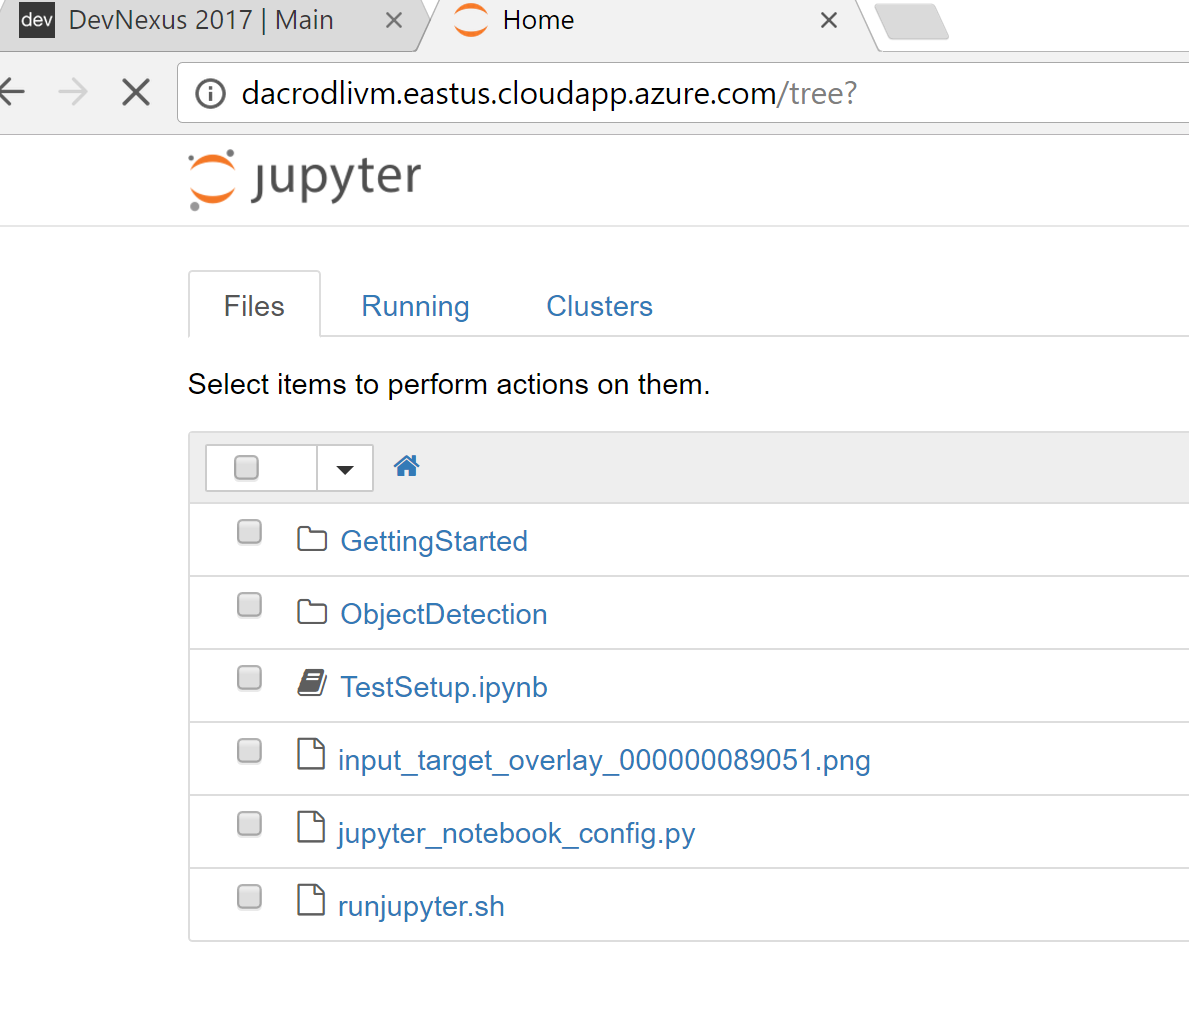 dev DevNexus 2017 | Main Home
dacrodlivm.eastus.cloudapp.azure.com/tree?
jupyter
Files Running Clusters
Select items to perform actions on them.
GettingStarted
ObjectDetection
TestSetup.ipynb
input_target_overlay_000000089051.png
jupyter_notebook_config.py
runjupyter.sh